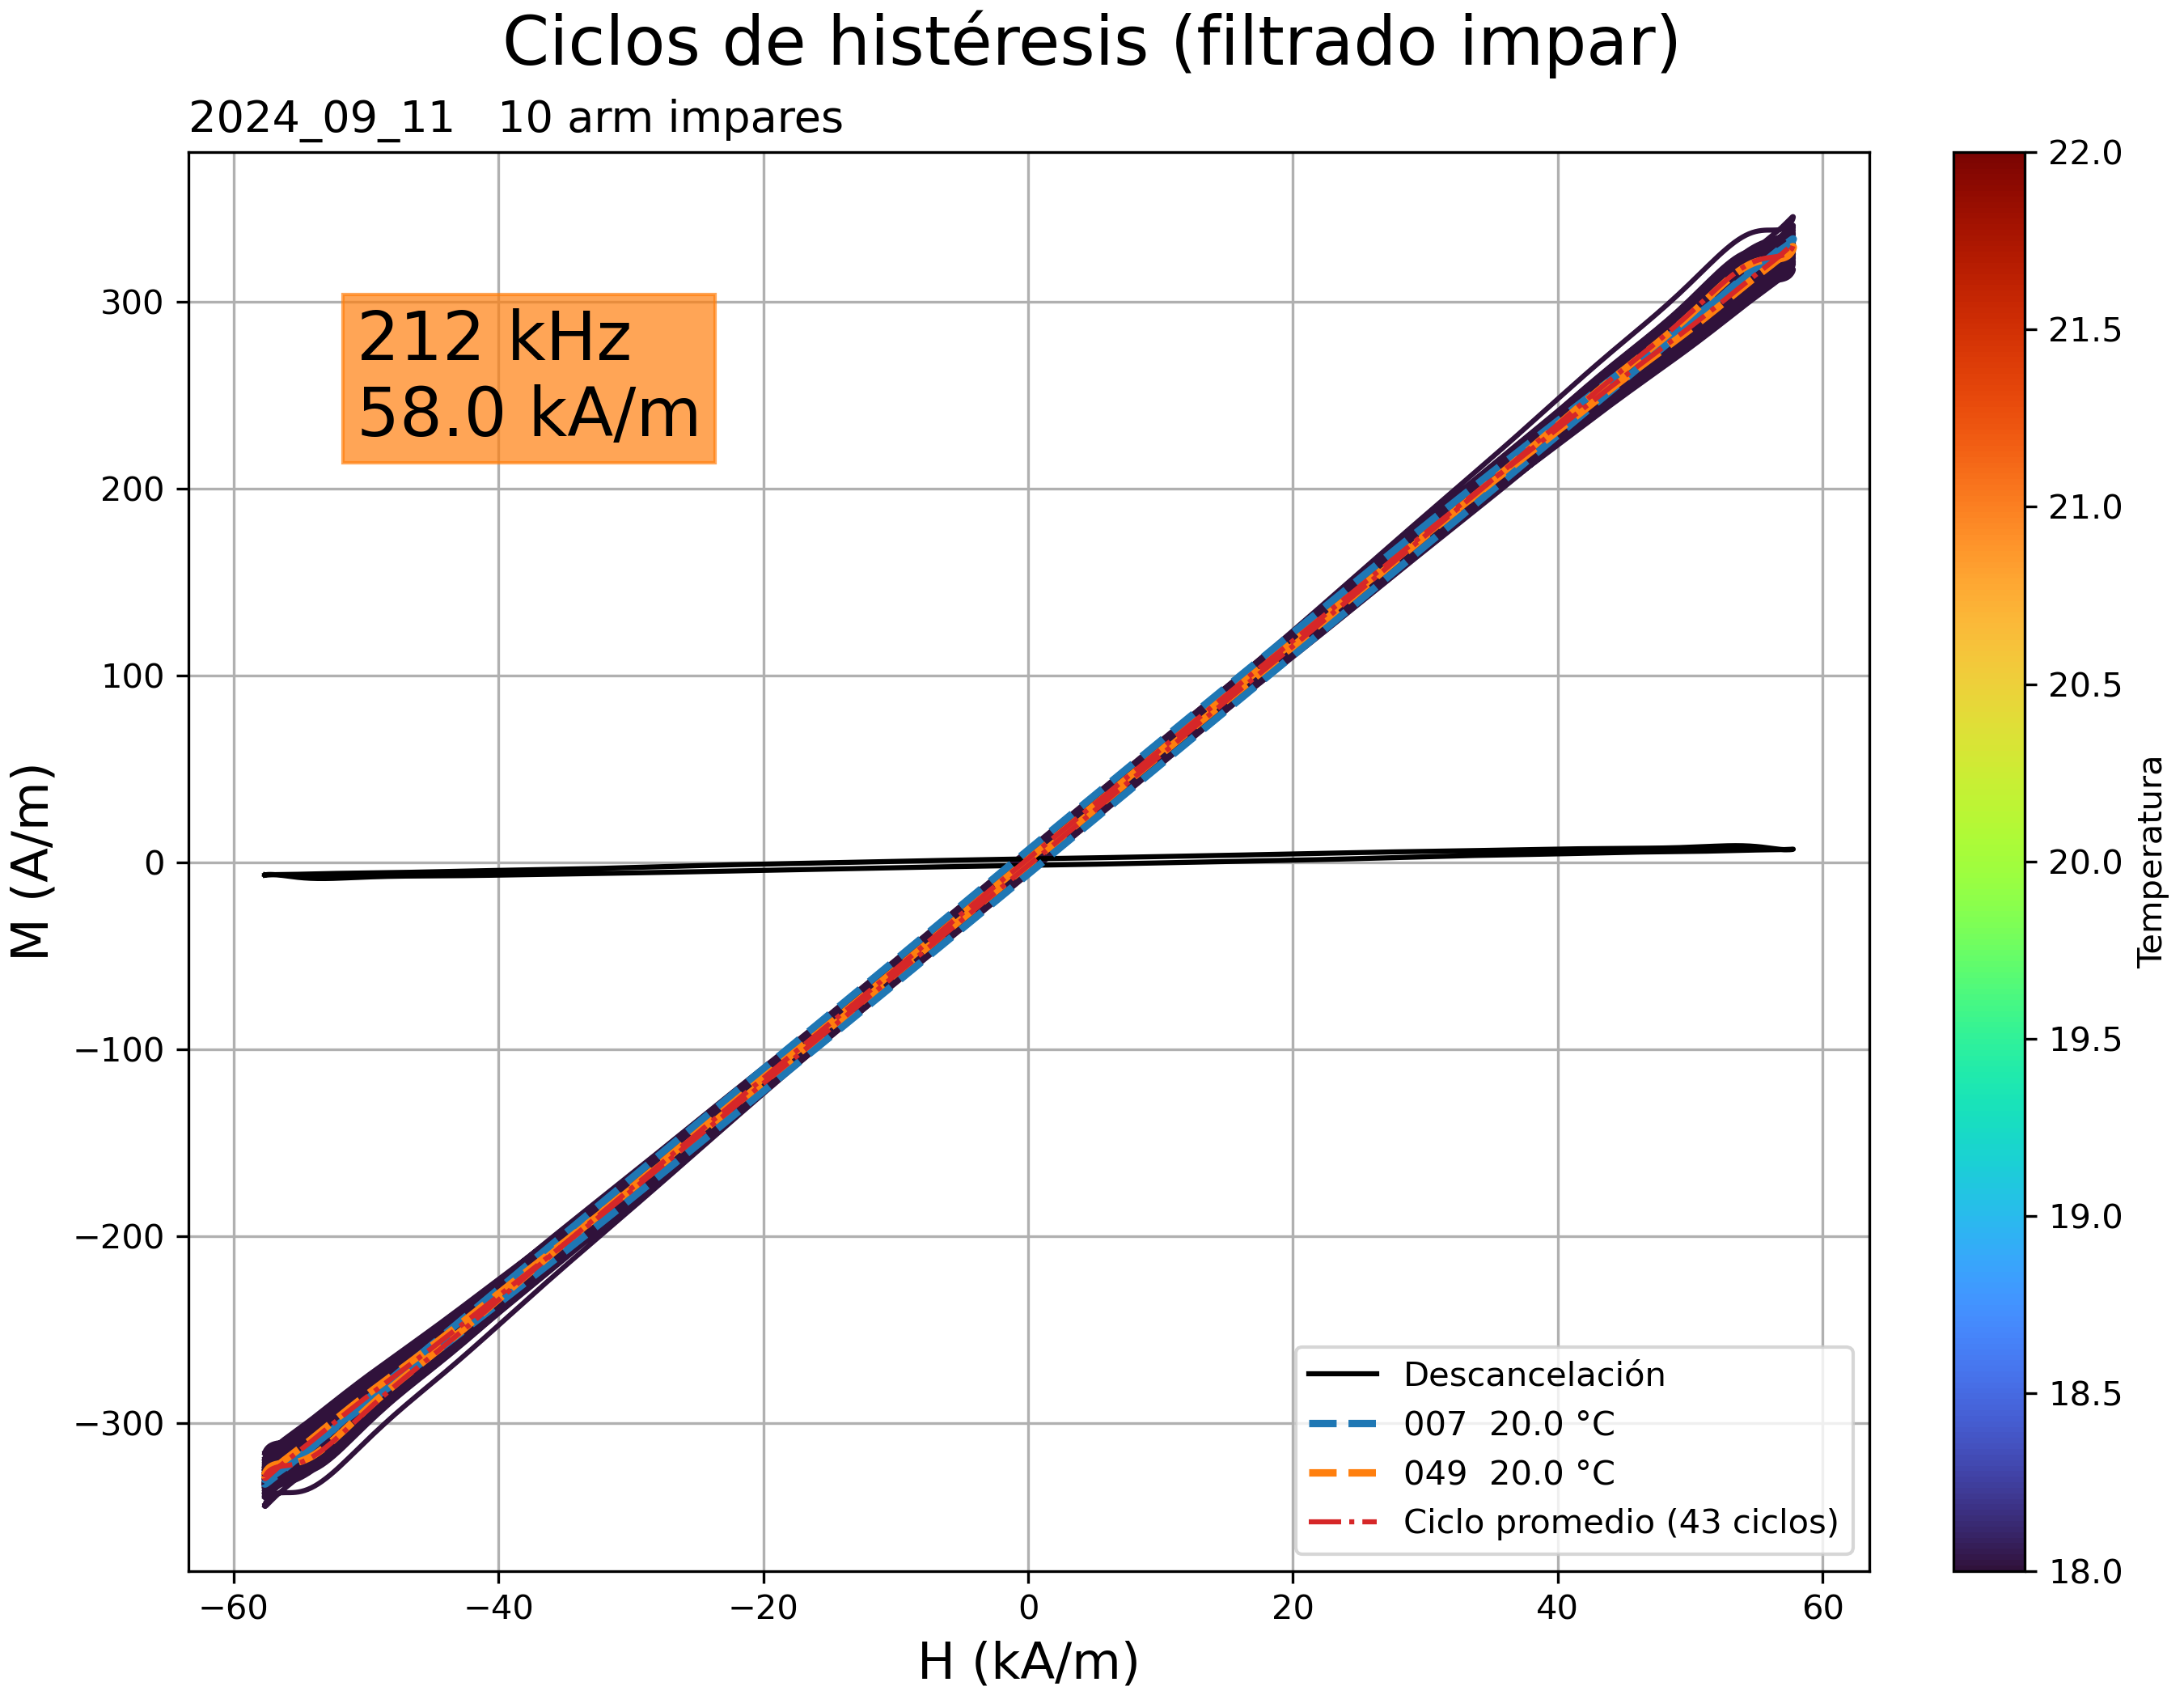 Ciclos de histéresis (filtrado impar)
2024_09_11   10 arm impares
212 kHz
58.0 kA/m
M (A/m)
300
200
100
0
−100
−200
−300
−60
−40
−20
0
20
40
60
H (kA/m)
Descancelación
007  20.0 °C
049  20.0 °C
Ciclo promedio (43 ciclos)
22.0
21.5
21.0
20.5
20.0
19.5
19.0
18.5
18.0
Temperatura